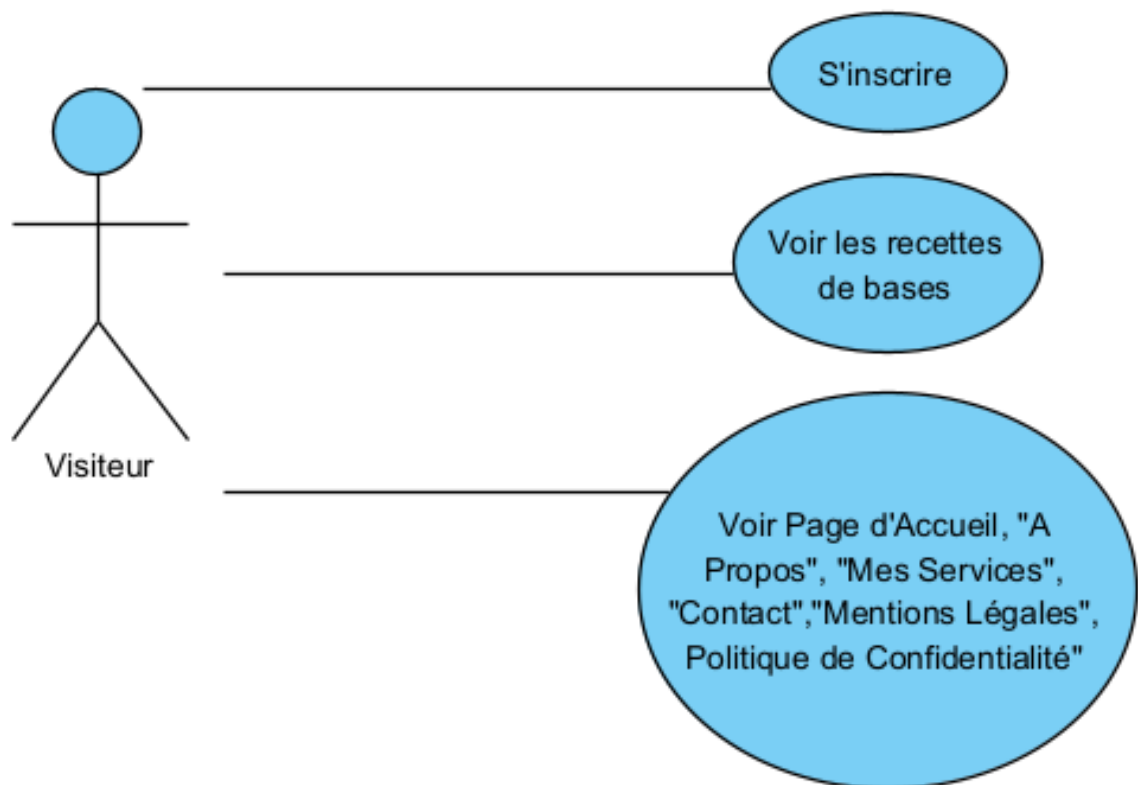 S'inscrire
Voir les recettes
de bases
Visiteur
Voir Page d'Accueil, "A
Propos", "Mes Services",
"Contact","Mentions Légales",
Politique de Confidentialité"